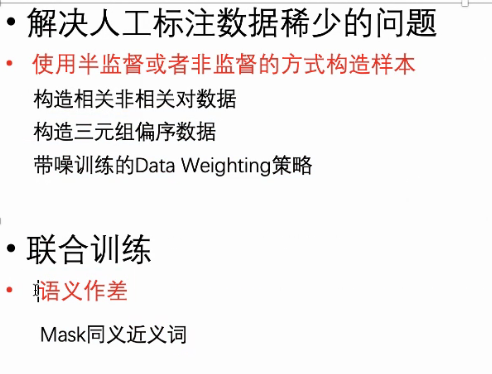 • 解决人工标注数据稀少的问题
• 使用半监督或者非监督的方式构造样本
构造相关非相关对数据
构造三元组偏序数据
带噪训练的Data Weighting策略
• 联合训练
• 语义作差
Mask同义近义词